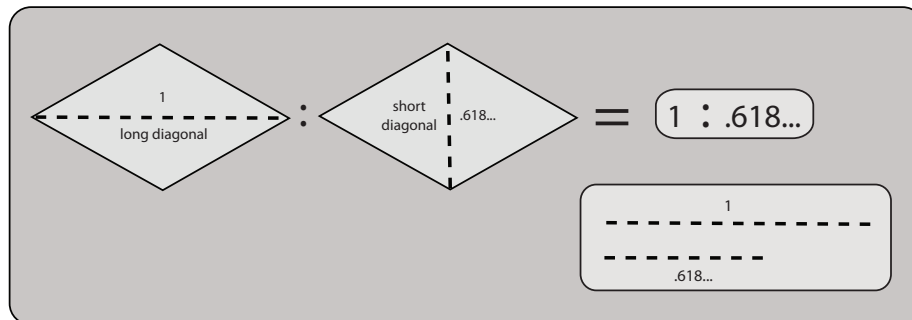 1
long diagonal
:
short
diagonal
.618...
=
1 : .618...
1
.618...